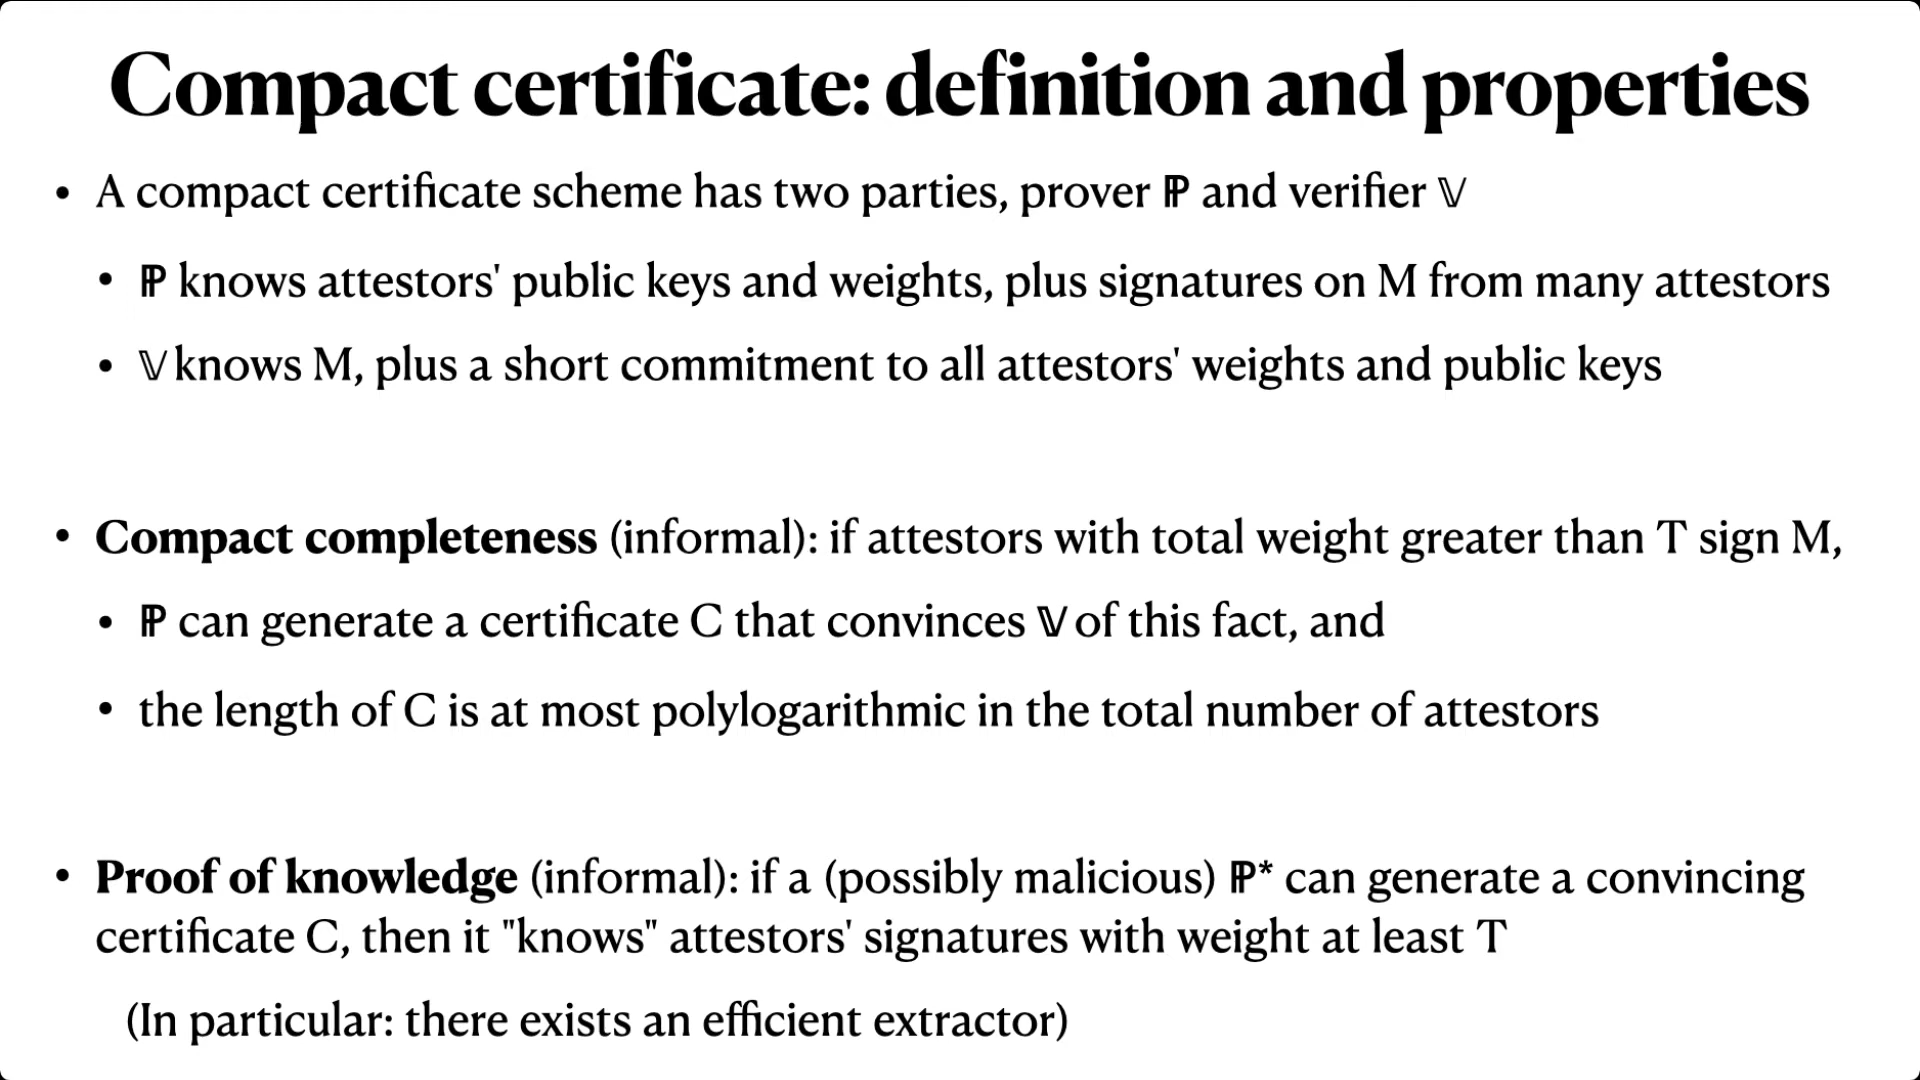 Compact certificate: definition and properties
• A compact certificate scheme has two parties, prover ℙ and verifier 𝕍
• ℙ knows attestors' public keys and weights, plus signatures on M from many attestors
• 𝕍 knows M, plus a short commitment to all attestors' weights and public keys
• Compact completeness (informal): if attestors with total weight greater than T sign M,
• ℙ can generate a certificate C that convinces 𝕍 of this fact, and
• the length of C is at most polylogarithmic in the total number of attestors
• Proof of knowledge (informal): if a (possibly malicious) ℙ* can generate a convincing
certificate C, then it "knows" attestors' signatures with weight at least T
(In particular: there exists an efficient extractor)